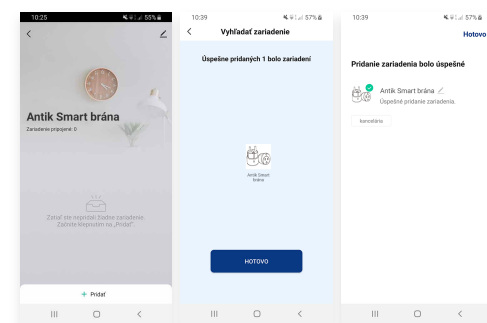 10:25
55%
Antik Smart brána
Zariadenie pripojené: 0
Zatiaľ ste nepridali žiadne zariadenie.
Začnite klepnutím na „Pridať“.
+ Pridať
10:39
57%
Vyhľadať zariadenie
Úspešne pridaných 1 bolo zariadení
Antik Smart
brána
HOTOVO
10:39
57%
Hotovo
Pridanie zariadenia bolo úspešné
Antik Smart brána
Úspešné pridanie zariadenia.
kancelária